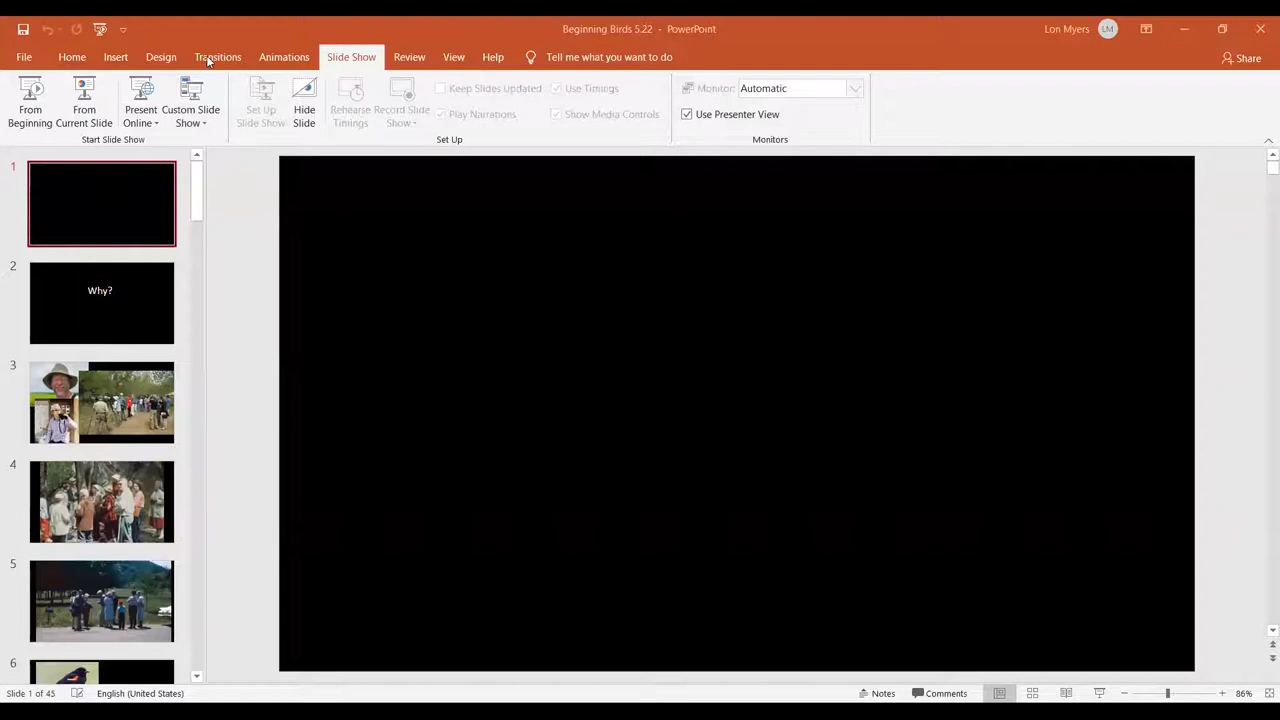 Beginning Birds 5.22 - PowerPoint
Lon Myers
LM
File Home Insert Design Transitions Animations Slide Show Review View Help Tell me what you want to do
Share
From Beginning
From Current Slide
Present Online
Custom Slide Show
Start Slide Show
Set Up Slide Show
Hide Slide
Rehearse Timings
Record Slide Show
Keep Slides Updated
Play Narrations
Use Timings
Show Media Controls
Set Up
Monitor: Automatic
Use Presenter View
Monitors
1
2
Why?
3
4
5
6
Slide 1 of 45 English (United States) Notes Comments 86%